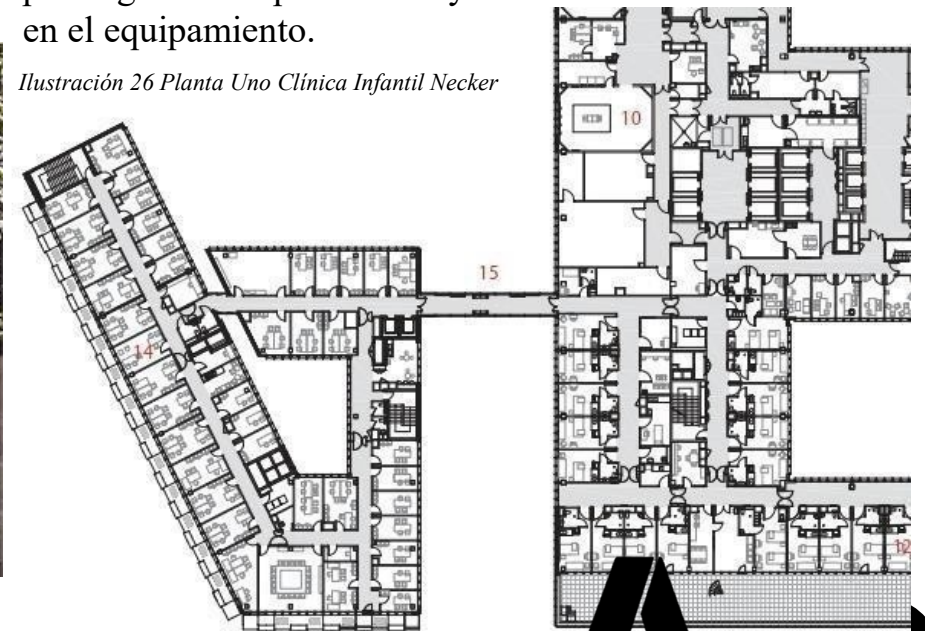 en el equipamiento.
Ilustración 26 Planta Uno Clínica Infantil Necker
10
15
14
12